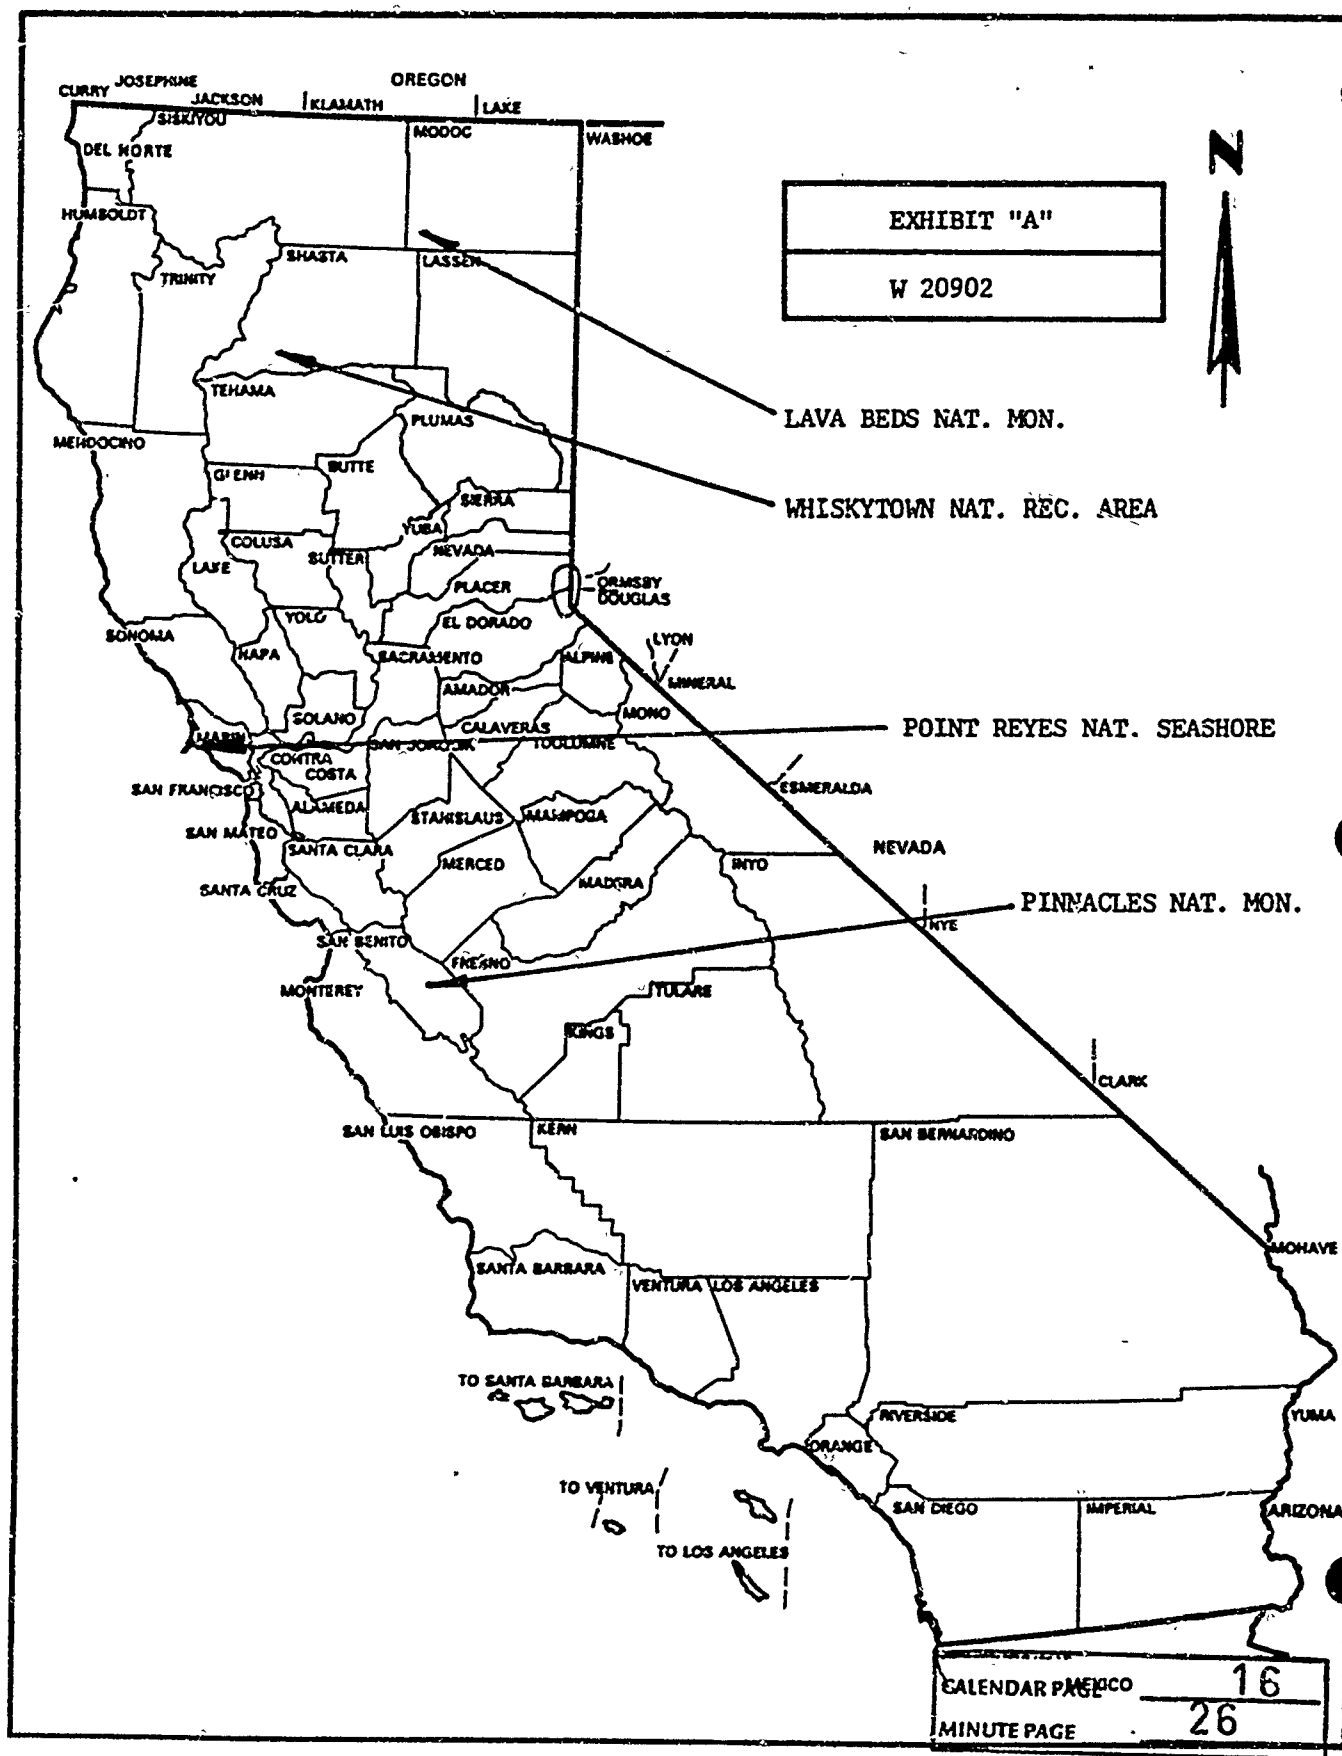 OREGON
CURRY
JOSEPHINE
JACKSON
KLAMATH
LAKE
SISKIYOU
MODOC
WASHOE
DEL NORTE
EXHIBIT "A"
N
HUMBOLDT
SHASTA
LASSEN
TRINITY
W 20902
TEHAMA
PLUMAS
LAVA BEDS NAT. MON.
MENDOCINO
BUTTE
GLENN
SIERRA
WHISKYTOWN NAT. REC. AREA
YUBA
COLUSA
SUTTER
NEVADA
LAKE
PLACER
ORMSBY
DOUGLAS
YOLO
EL DORADO
SONOMA
NAPA
SACRAMENTO
ALPINE
LYON
MINERAL
AMADOR
SOLANO
CALAVERAS
MONO
POINT REYES NAT. SEASHORE
MARIN
SAN JOAQUIN
TUOLUMNE
CONTRA
COSTA
SAN FRANCISCO
ESMERALDA
ALAMEDA
STANISLAUS
MARIPOSA
SAN MATEO
SANTA CLARA
MERCED
INYO
NEVADA
SANTA CRUZ
MADERA
PINNACLES NAT. MON.
NYE
SAN BENITO
FRESNO
MONTEREY
TULARE
KINGS
CLARK
SAN LUIS OBISPO
KERN
SAN BERNARDINO
MOHAVE
SANTA BARBARA
VENTURA
LOS ANGELES
TO SANTA BARBARA
RIVERSIDE
YUMA
ORANGE
TO VENTURA
SAN DIEGO
IMPERIAL
ARIZONA
TO LOS ANGELES
MEXICO
CALENDAR PAGE 16
MINUTE PAGE 26